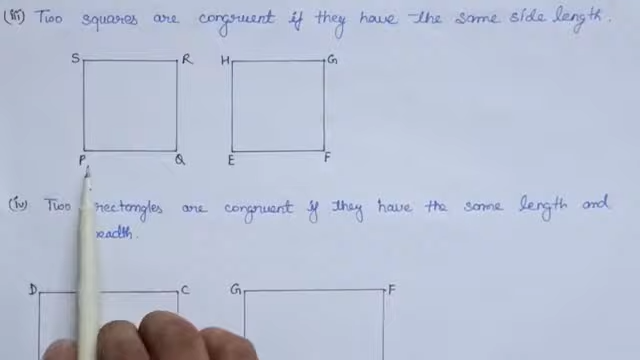 (iii) Two squares are congruent if they have the same side length.
S R H G
P Q E F
(iv) Two rectangles are congruent if they have the same length and
D C G F